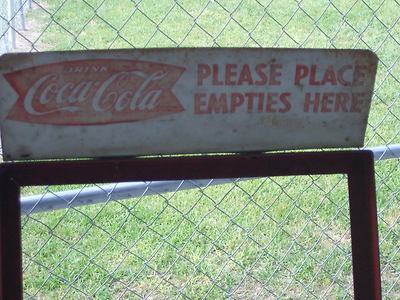 DRINK
Coca-Cola
PLEASE PLACE
EMPTIES HERE